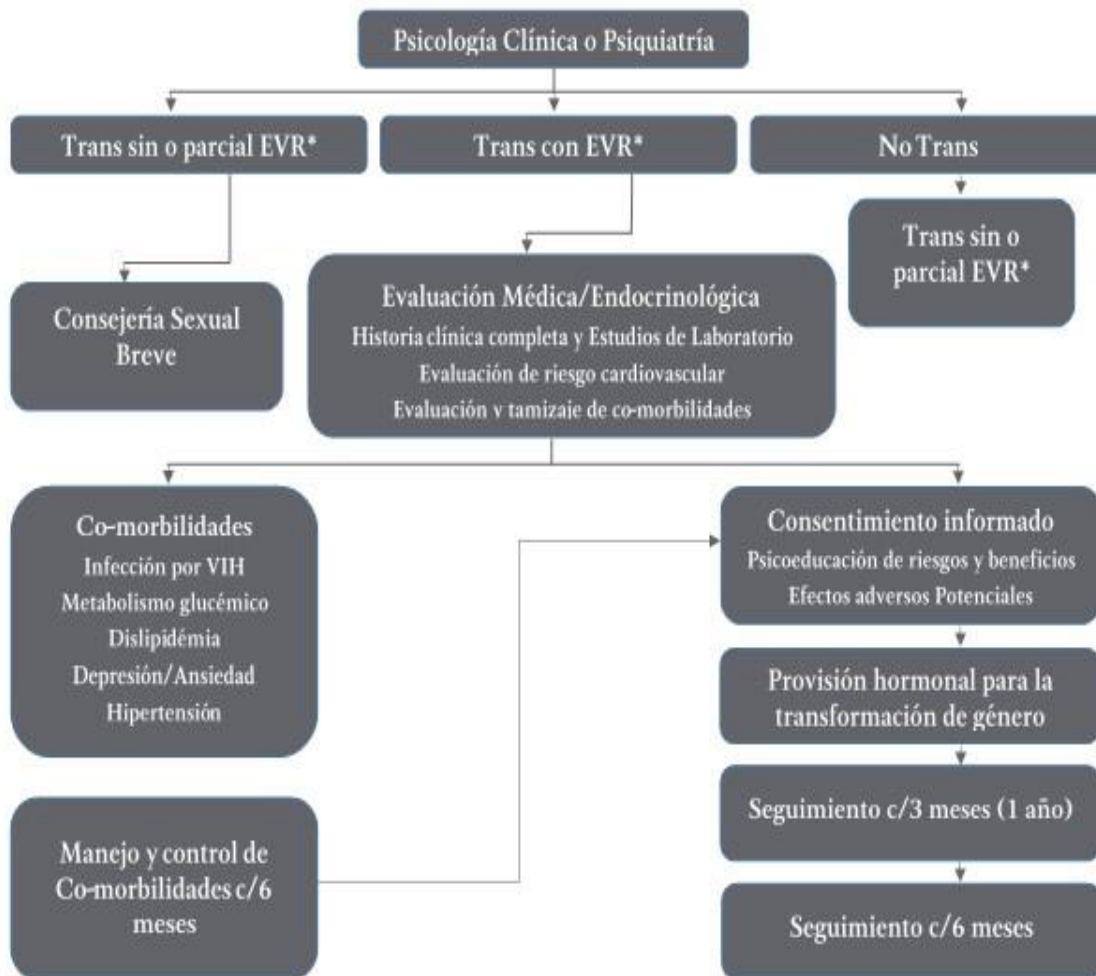 Psicología Clínica o Psiquiatría
Trans sin o parcial EVR*
Trans con EVR*
No Trans
Trans sin o
parcial EVR*
Consejería Sexual
Breve
Evaluación Médica/Endocrinológica
Historia clínica completa y Estudios de Laboratorio
Evaluación de riesgo cardiovascular
Evaluación y tamizaje de co-morbilidades
Co-morbilidades
Infección por VIH
Metabolismo glucémico
Dislipidémia
Depresión/Ansiedad
Hipertensión
Consentimiento informado
Psicoeducación de riesgos y beneficios
Efectos adversos Potenciales
Provisión hormonal para la
transformación de género
Seguimiento c/3 meses (1 año)
Manejo y control de
Co-morbilidades c/6
meses
Seguimiento c/6 meses